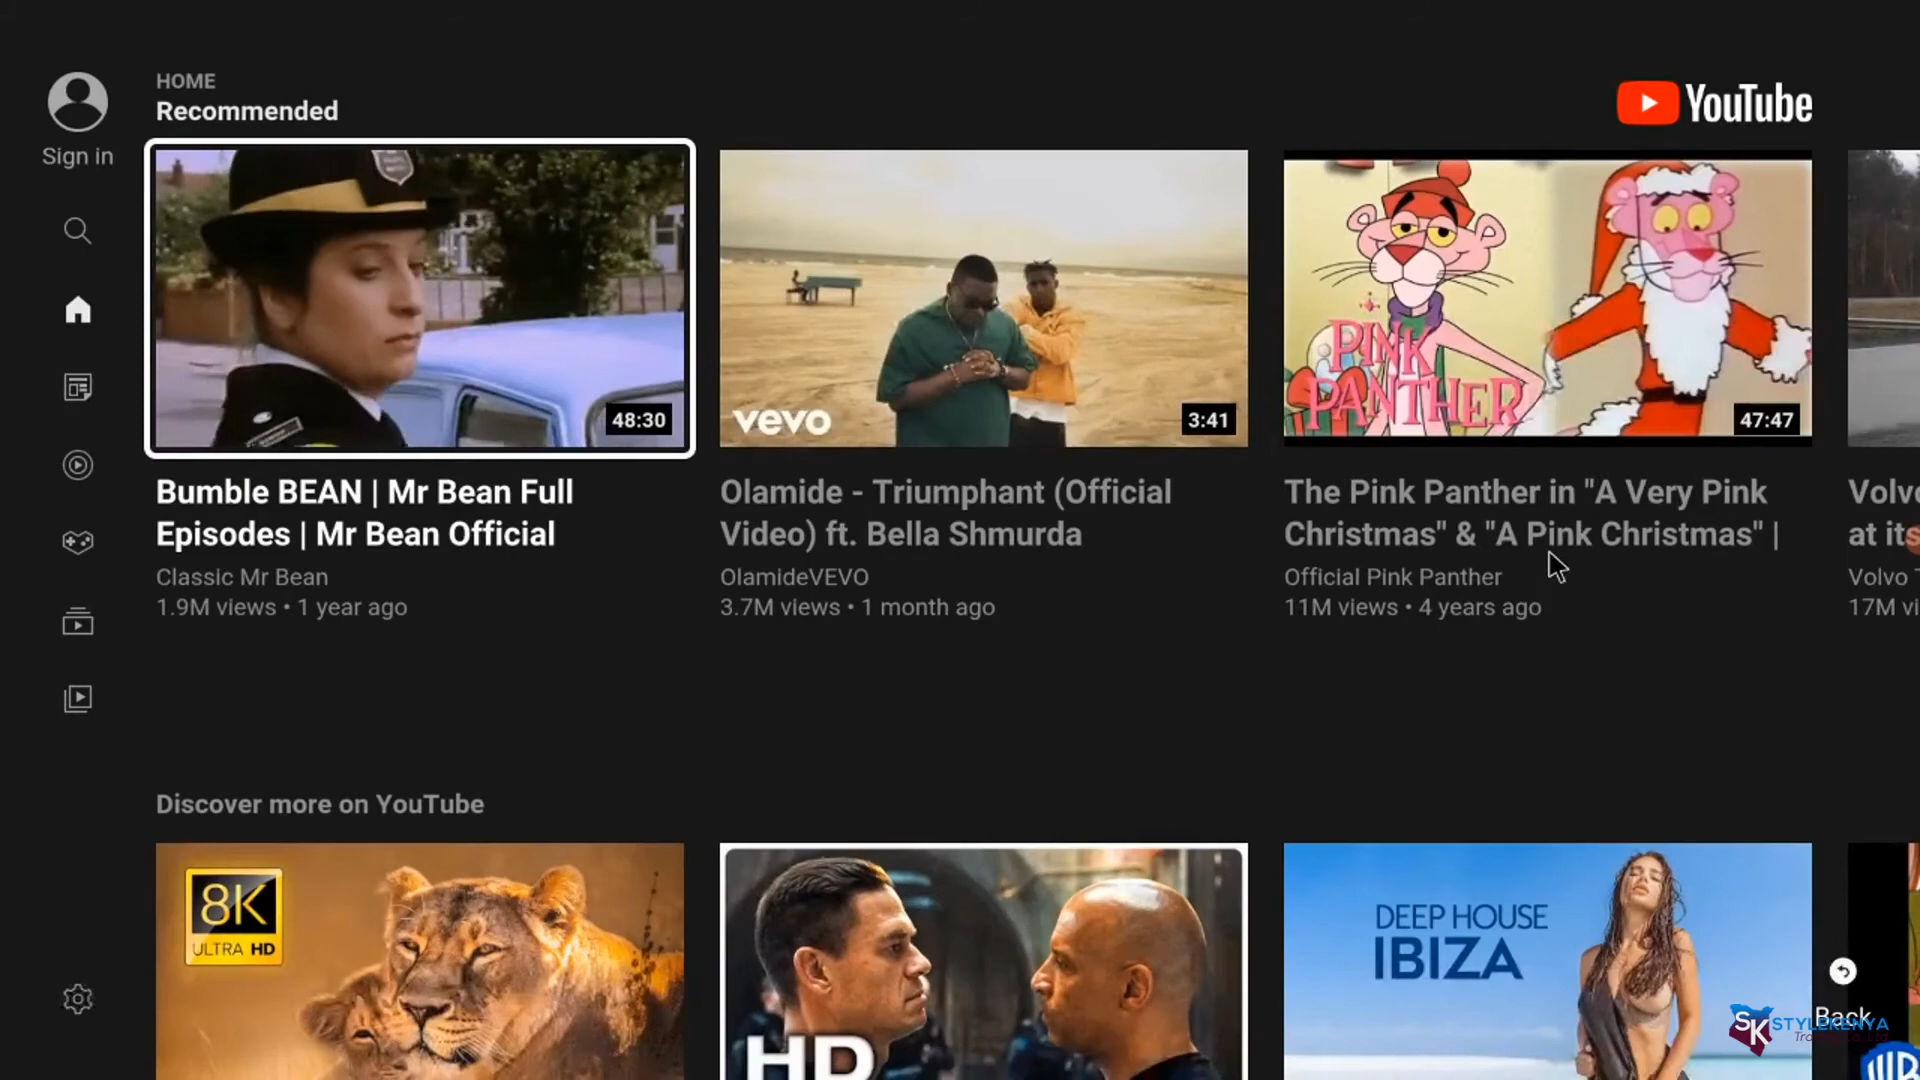 HOME
Recommended
YouTube
Sign in
48:30
vevo
3:41
PINK
PANTHER
47:47
Bumble BEAN | Mr Bean Full
Episodes | Mr Bean Official
Classic Mr Bean
1.9M views • 1 year ago
Olamide - Triumphant (Official
Video) ft. Bella Shmurda
OlamideVEVO
3.7M views • 1 month ago
The Pink Panther in "A Very Pink
Christmas" & "A Pink Christmas" |
Official Pink Panther
11M views • 4 years ago
Volvo
at its
Volvo T
17M vi
Discover more on YouTube
8K
ULTRA HD
HD
DEEP HOUSE
IBIZA
Back
SK STYLEKENYA
WB